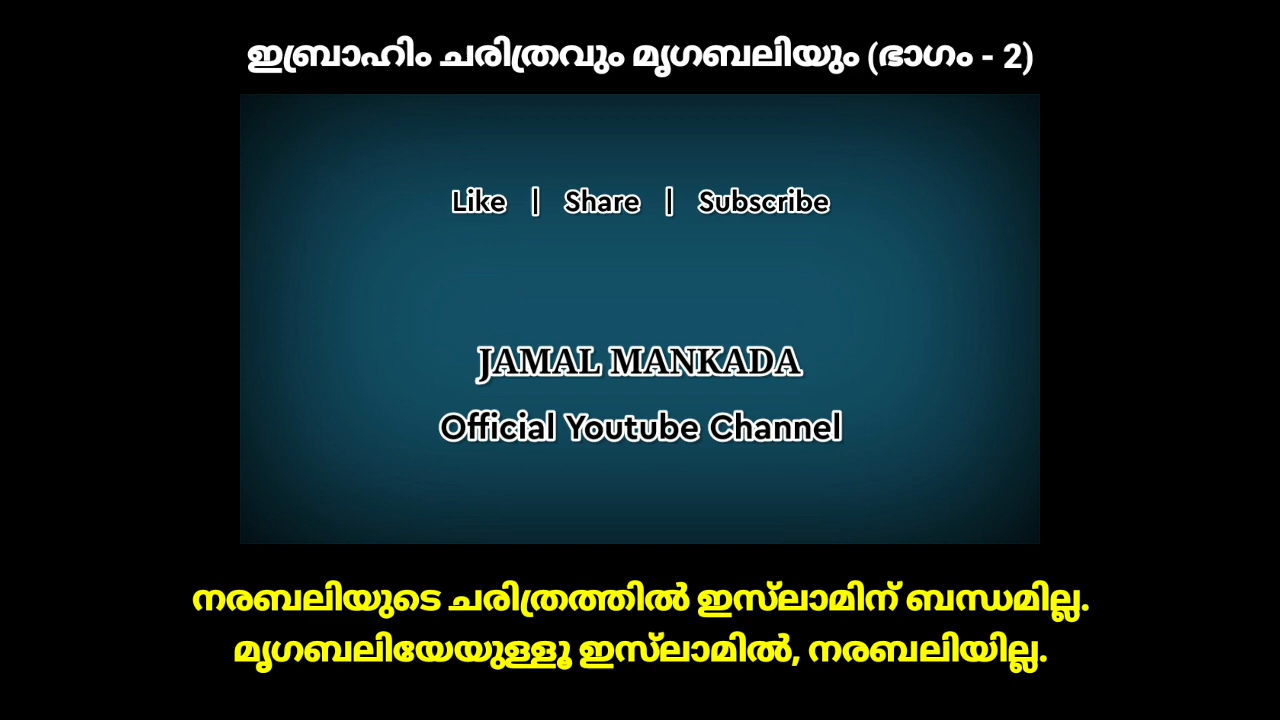 ഇബ്രാഹിം ചരിത്രവും മൃഗബലിയും (ഭാഗം - 2)
Like | Share | Subscribe
JAMAL MANKADA
Official Youtube Channel
നരബലിയുടെ ചരിത്രത്തിൽ ഇസ്‌ലാമിന് ബന്ധമില്ല.
മൃഗബലിയേയുള്ളൂ ഇസ്‌ലാമിൽ, നരബലിയില്ല.